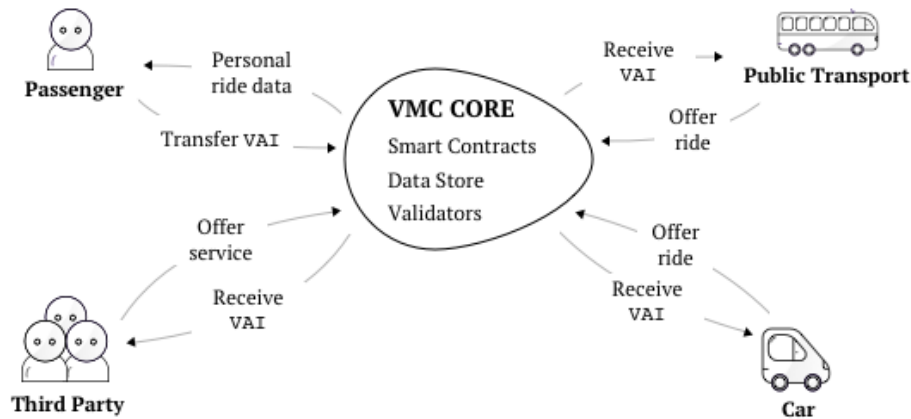 Passenger
Personal
ride data
Transfer VAI
VMC CORE
Smart Contracts
Data Store
Validators
Receive
VAI
Public Transport
Offer
ride
Offer
service
Receive
VAI
Third Party
Offer
ride
Receive
VAI
Car